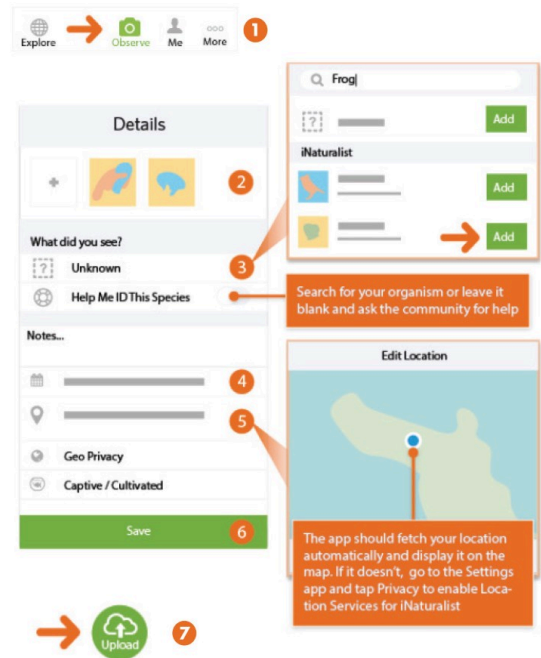 Explore
Observe
Me
More
1
Details
2
What did you see?
Unknown
3
Help Me ID This Species
Notes...
4
5
Geo Privacy
Captive / Cultivated
Save
6
Upload
7
Frog
Add
iNaturalist
Add
Add
Search for your organism or leave it
blank and ask the community for help
Edit Location
The app should fetch your location
automatically and display it on the
map. If it doesn't, go to the Settings
app and tap Privacy to enable Loca-
tion Services for iNaturalist